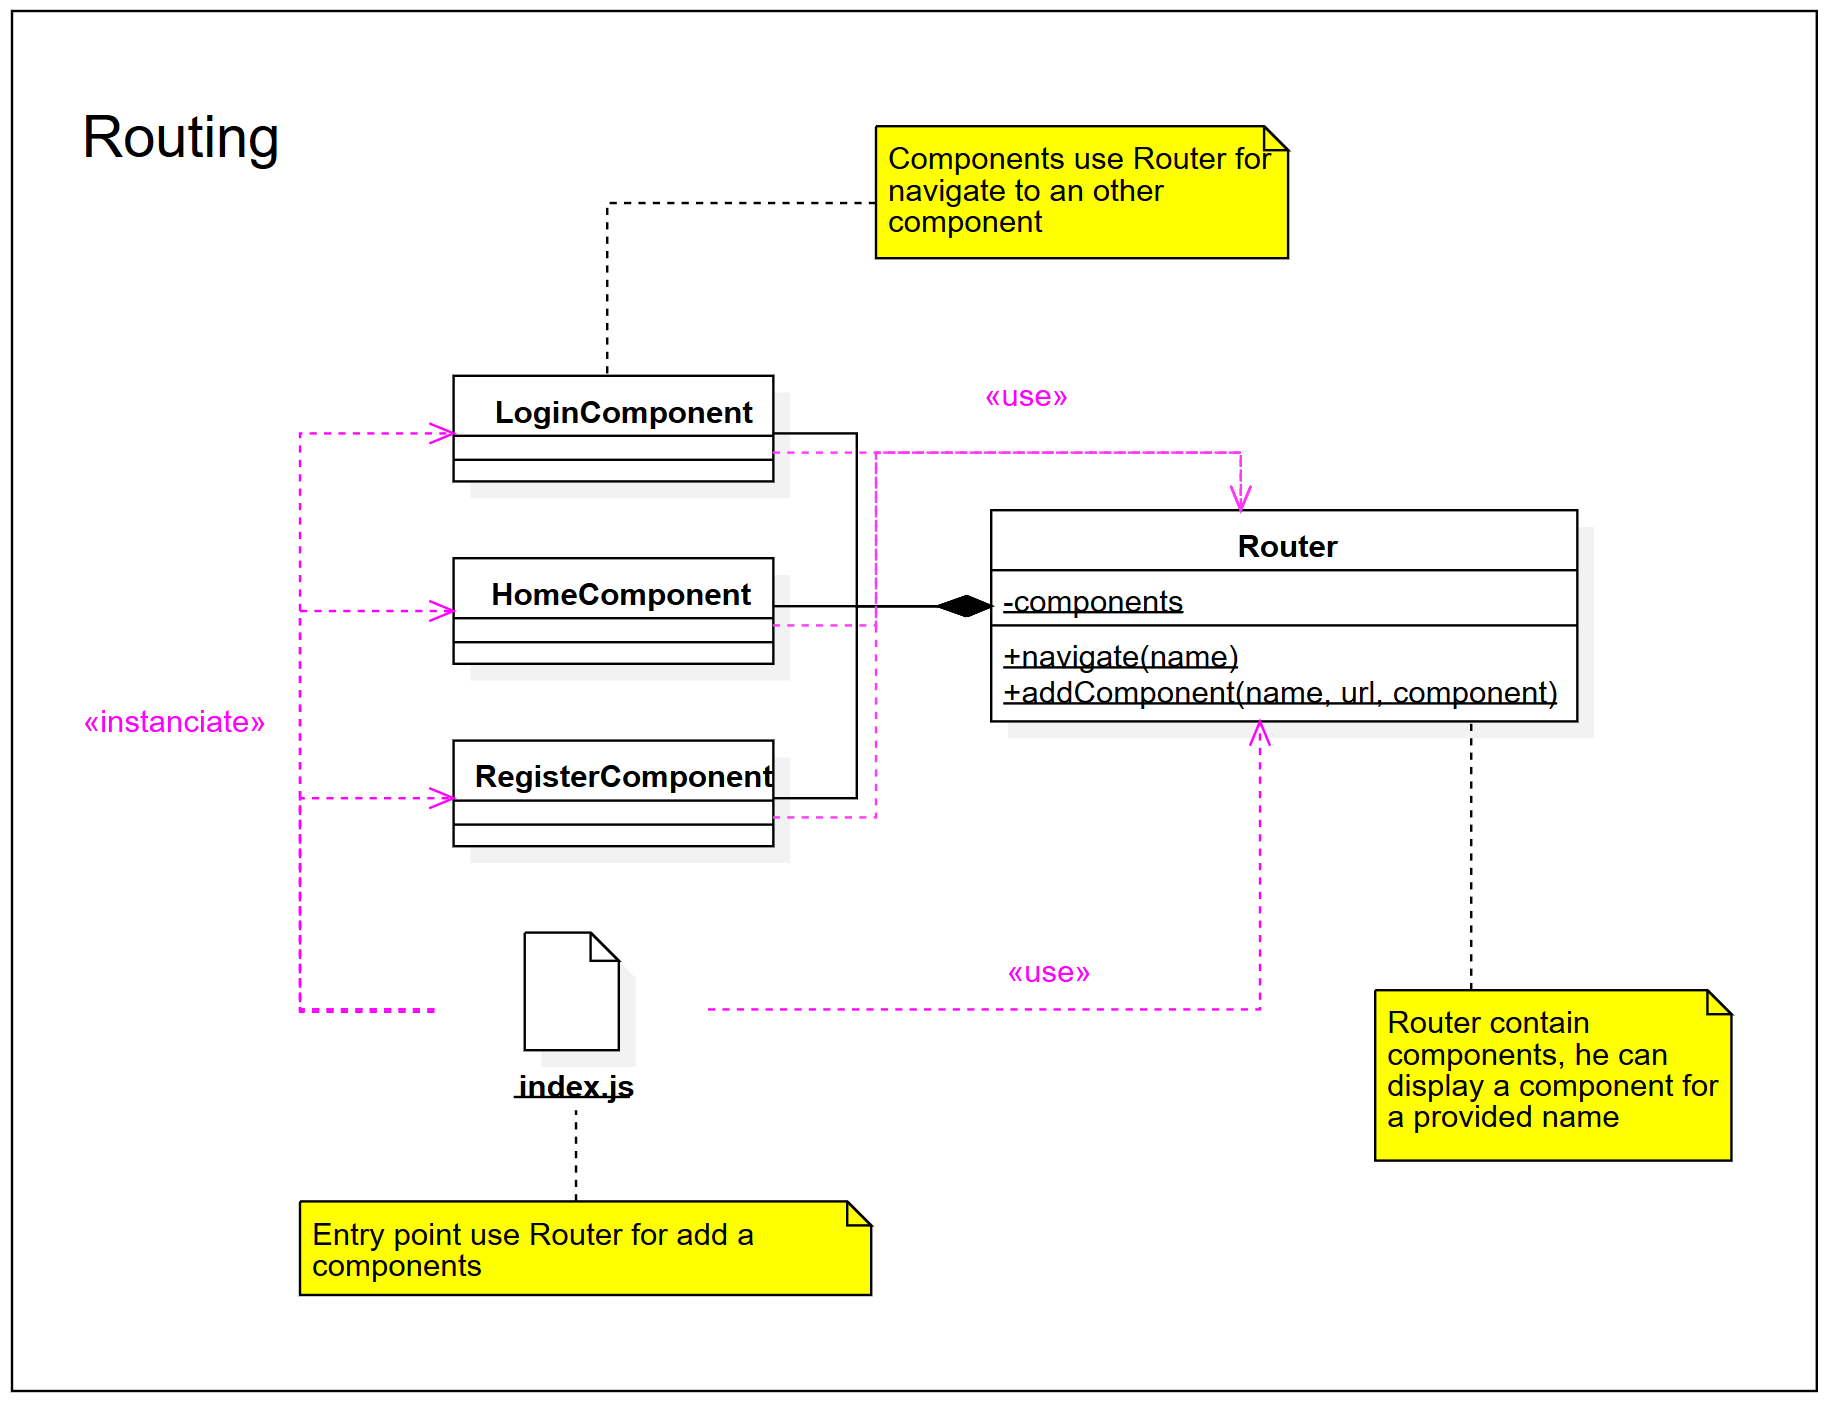 Routing
Components use Router for
navigate to an other
component
LoginComponent
«use»
Router
HomeComponent
-components
+navigate(name)
+addComponent(name, url, component)
«instanciate»
RegisterComponent
«use»
index.js
Router contain
components, he can
display a component for
a provided name
Entry point use Router for add a
components